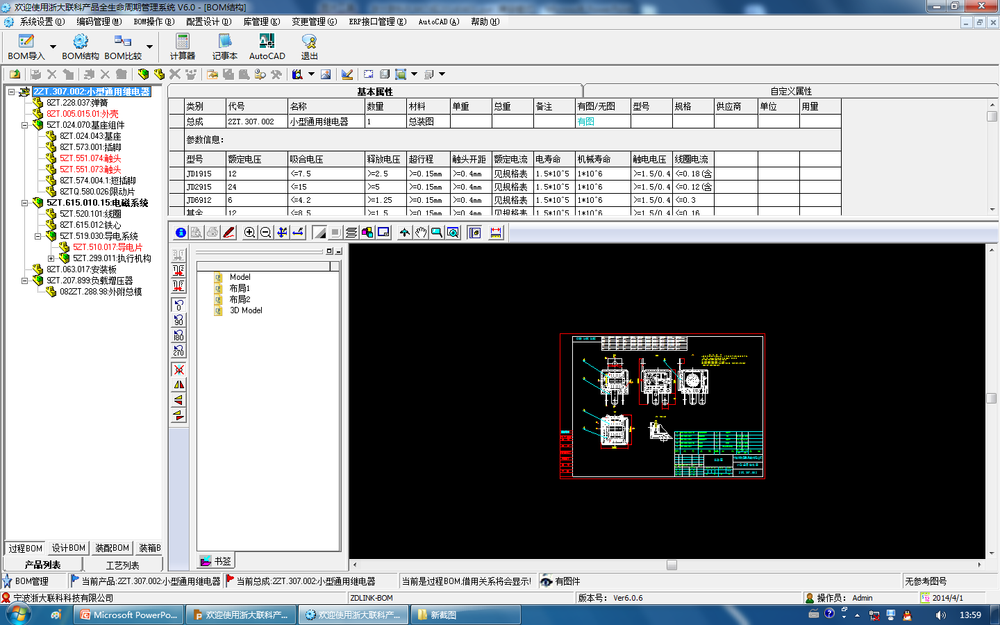 欢迎使用浙大联科产品全生命周期管理系统 V6.0 - [BOM结构]
系统设置(O) 编码管理(M) BOM操作(B) 配置设计(D) 库管理(K) 变更管理(G) ERP接口管理(E) AutoCAD(A) 帮助(H)
BOM导入 BOM结构 BOM比较 计算器 记事本 AutoCAD 退出
2ZT.307.002:小型通用继电器
8ZT.228.037:弹簧
8ZT.005.015.01:外壳
5ZT.024.070:基座组件
8ZT.024.043:基座
8ZT.573.001:插脚
5ZT.551.074:触头
5ZT.551.073:触头
8ZT.574.004.1:短插脚
8ZTQ.580.026:限动片
5ZT.615.010.15:电磁系统
5ZT.520.101:线圈
8ZT.615.012:铁心
5ZT.519.030:导电系统
5ZT.510.017:导电片
5ZT.299.011:执行机构
8ZT.063.017:安装板
9ZT.207.899:负载增压器
082ZT.288.98:外附总模
过程BOM 设计BOM 装配BOM 装箱B
产品列表 工艺列表
基本属性 自定义属性
类别 代号 名称 数量 材料 单重 总重 备注 有图/无图 型号 规格 供应商 单位 用量
总成 2ZT.307.002 小型通用继电器 1 总装图 有图
参数信息:
型号 额定电压 吸合电压 释放电压 超行程 触头开距 额定电流 电寿命 机械寿命 触电电压 线圈电流
JD1915 12 <=7.5 >=2.5 >=0.15mm >=0.4mm 见规格表 1.5*10^5 1*10^6 >=1.5/0.4 <=0.18(含
JD2915 24 <=15 >=5 >=0.15mm >=0.4mm 见规格表 1.5*10^5 1*10^6 >=1.5/0.4 <=0.12(含
JD6912 6 <=4.2 >=1.25 >=0.15mm >=0.4mm 见规格表 1.5*10^5 1*10^6 >=1.5/0.4 <=0.3
其余 12 <=8.5 >=1.5 >=0.15mm >=0.4mm 见规格表 1.5*10^5 1*10^6 >=1.5/0.4 <=0.16
0
90
180
270
Model
布局1
布局2
3D Model
书签
2ZT.307.002
BOM管理 当前产品:2ZT.307.002:小型通用继电器 当前总成:2ZT.307.002:小型通用继电器 当前是过程BOM.借用关系将会显示! 有图件 无参考图号
宁波浙大联科科技有限公司 ZDLINK-BOM 版本号: Ver6.0.6 操作员: Admin 2014/4/1
Microsoft PowerPo... 欢迎使用浙大联科产... 欢迎使用浙大联科产... 新截图 13:59